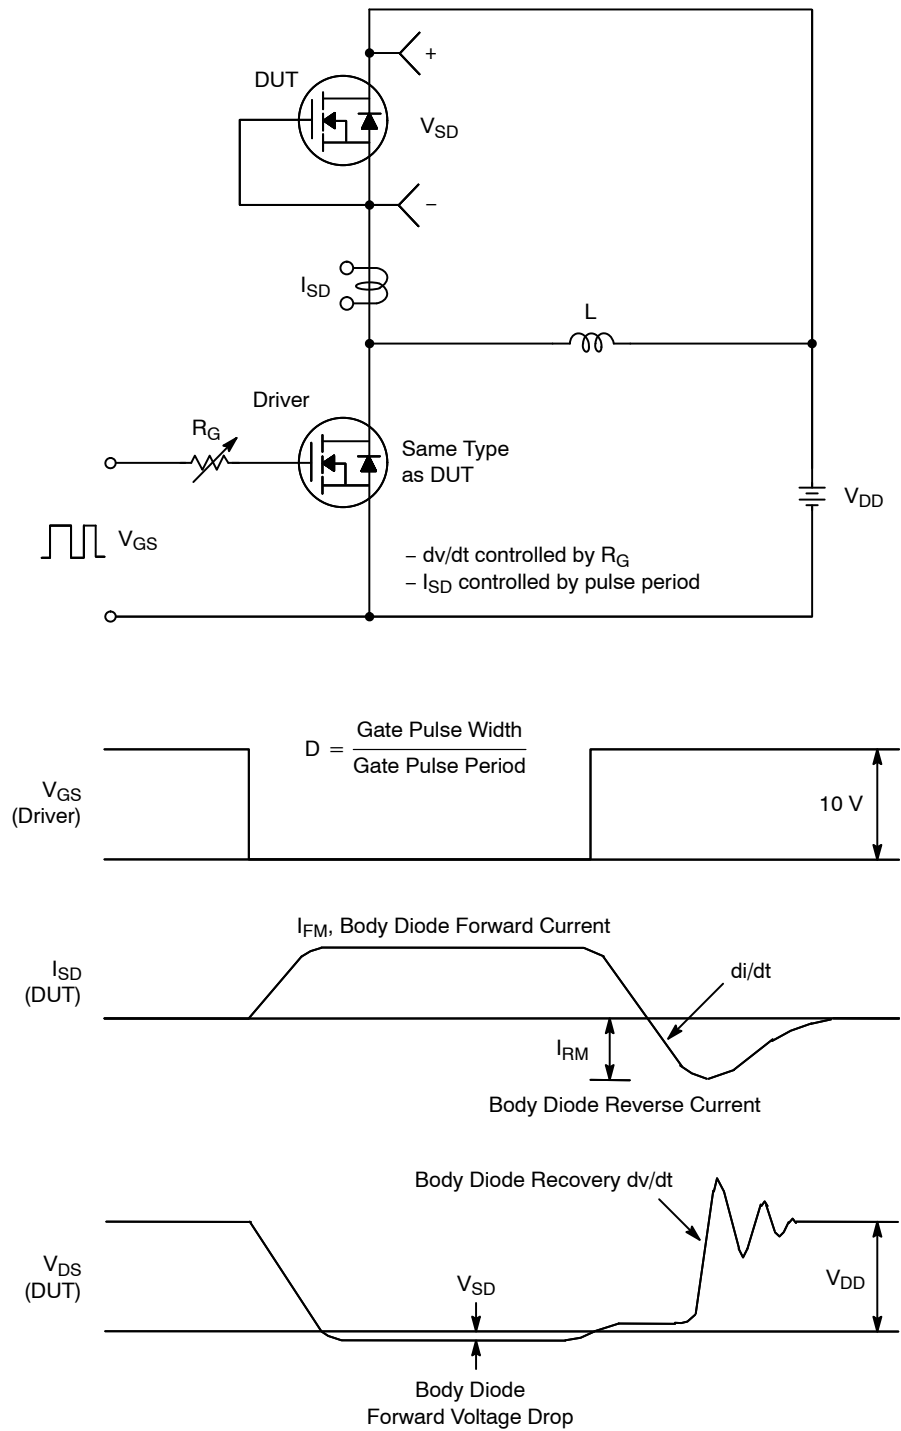 +
DUT
V_SD
−
I_SD
L
Driver
R_G
Same Type
as DUT
V_DD
V_GS
− dv/dt controlled by R_G
− I_SD controlled by pulse period
D = Gate Pulse Width
Gate Pulse Period
V_GS
(Driver)
10 V
I_FM, Body Diode Forward Current
I_SD
(DUT)
di/dt
I_RM
Body Diode Reverse Current
Body Diode Recovery dv/dt
V_DS
(DUT)
V_SD
V_DD
Body Diode
Forward Voltage Drop